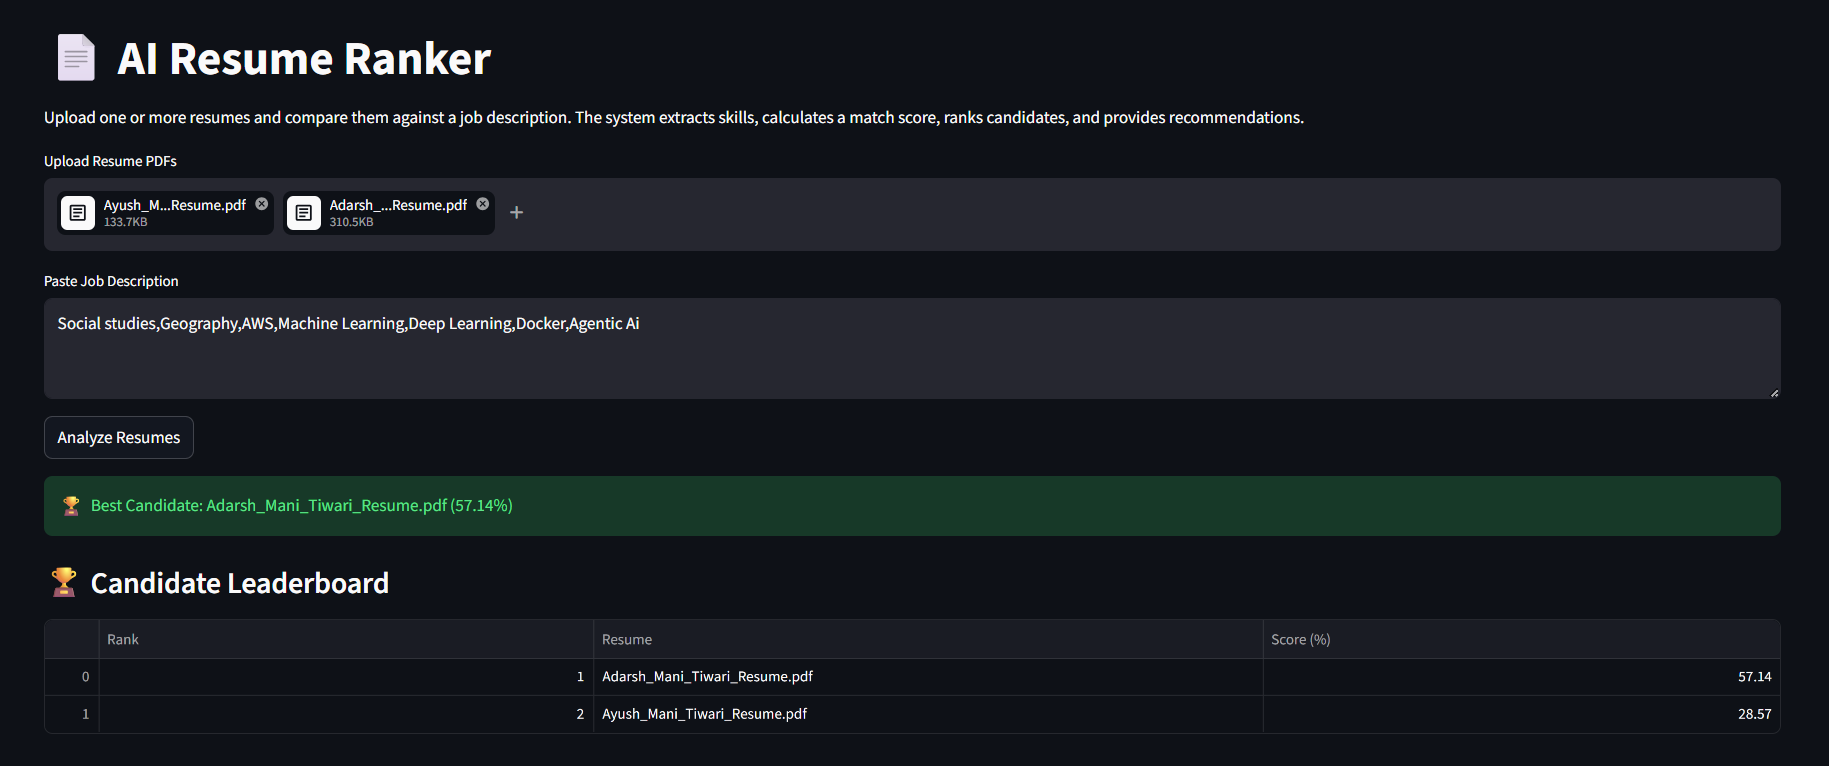 AI Resume Ranker
Upload one or more resumes and compare them against a job description. The system extracts skills, calculates a match score, ranks candidates, and provides recommendations.
Upload Resume PDFs
Ayush_M...Resume.pdf
133.7KB
Adarsh_...Resume.pdf
310.5KB
Paste Job Description
Social studies,Geography,AWS,Machine Learning,Deep Learning,Docker,Agentic Ai
Analyze Resumes
Best Candidate: Adarsh_Mani_Tiwari_Resume.pdf (57.14%)
Candidate Leaderboard
Rank Resume Score (%)
0 1 Adarsh_Mani_Tiwari_Resume.pdf 57.14
1 2 Ayush_Mani_Tiwari_Resume.pdf 28.57